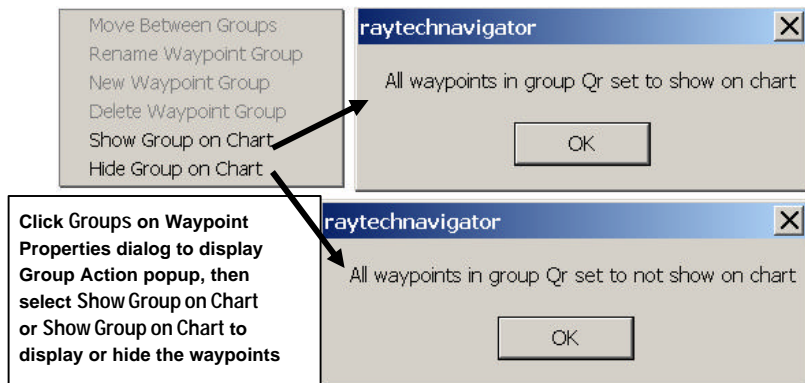 Move Between Groups
Rename Waypoint Group
New Waypoint Group
Delete Waypoint Group
Show Group on Chart
Hide Group on Chart
raytechnavigator
All waypoints in group Qr set to show on chart
OK
Click Groups on Waypoint
Properties dialog to display
Group Action popup, then
select Show Group on Chart
or Show Group on Chart to
display or hide the waypoints
raytechnavigator
All waypoints in group Qr set to not show on chart
OK